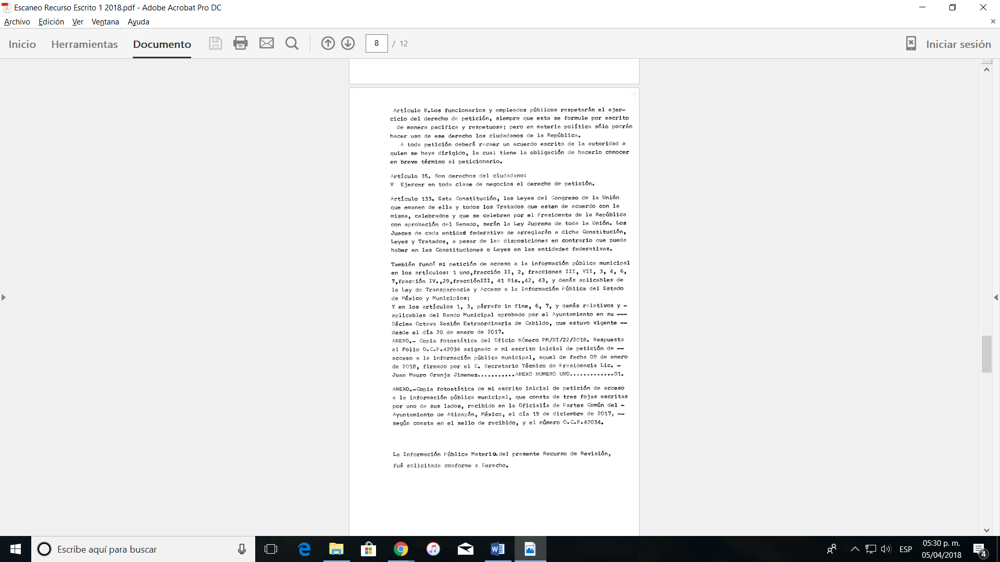 Escaneo Recurso Escrito 1 2018.pdf - Adobe Acrobat Pro DC
Archivo Edición Ver Ventana Ayuda
Inicio Herramientas Documento 8 / 12 Iniciar sesión
4
Artículo 8.Los funcionarios y empleados públicos respetarán el ejer-
cicio del derecho de petición, siempre que esta se formule por escrito
de manera pacifica y respetuosa; pero en materia política sólo podrán
hacer uso de ese derecho los ciudadanos de la República.
A toda petición deberá recaer un acuerdo escrito de la autoridad a
quien se haya dirigido, la cual tiene la obligación de hacerlo conocer
en breve término al peticionario.
Artículo 35. Son derechos del ciudadano:
V Ejercer en toda clase de negocios el derecho de petición.
Artículo 133. Esta Constitución, las Leyes del Congreso de la Unión
que emanen de ella y todos los Tratados que esten de acuerdo con la
misma, celebrados y que se celebren por el Presidente de la República
con aprobación del Senado, serán la Ley Suprema de toda la Unión. Los
Jueces de cada entidad federativa se arreglarán a dicha Constitución,
Leyes y Tratados, a pesar de las disposiciones en contrario que pueda
haber en las Constituciones o Leyes en las entidades federativas.
También fundé mi petición de acceso a la información pública municipal
en los artículos: 1 uno,fracción II, 2, fracciones III, VII, 3, 4, 6,
7,fracción IV.,29,fracciónIII, 41 Bis.,42, 43, y demás aplicables de
la Ley de Transparencia y Acceso a la Información Pública del Estado
de México y Municipios;
Y en los artículos 1, 3, párrafo in fine, 6, 7, y demás relativos y -
aplicables del Bando Municipal aprobado por el Ayuntamiento en su ---
Décima Octava Sesión Extraordinaria de Cabildo, que estuvo vigente --
desde el día 20 de enero de 2017.
ANEXO.- Copia fotostática del Oficio Número PM/ST/22/2018. Respuesta
al Folio O.C.P.42034 asignado a mi escrito inicial de petición de --
acceso a la información pública municipal, aquel de fecha 09 de enero
de 2018, firmado por el C. Secretario Técnico de Presidencia Lic. -
Juan Mauro Granja Jimenez...........ANEXO NUMERO UNO.............01.
ANEXO.-Copia fotostática de mi escrito inicial de petición de acceso
a la información pública municipal, que consta de tres fojas escritas
por uno de sus lados, recibido en la Oficialía de Partes Común del -
Ayuntamiento de Atizapán, México, el día 19 de diciembre de 2017, --
según consta en el sello de recibido, y el número O.C.P.42034.
La Información Pública Materia del presente Recurso de Revisión,
fué solicitada conforme a Derecho.
Escribe aquí para buscar
ESP
05:30 p. m.
05/04/2018
4